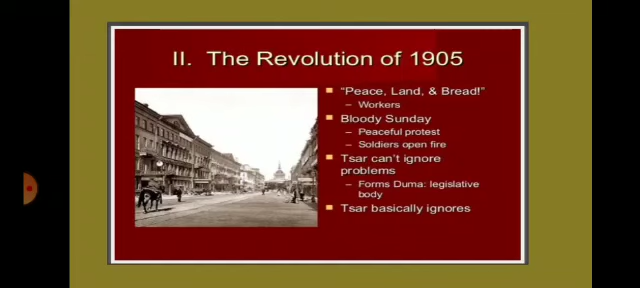 II. The Revolution of 1905
"Peace, Land, & Bread!"
– Workers
Bloody Sunday
– Peaceful protest
– Soldiers open fire
Tsar can't ignore
problems
– Forms Duma: legislative
body
Tsar basically ignores